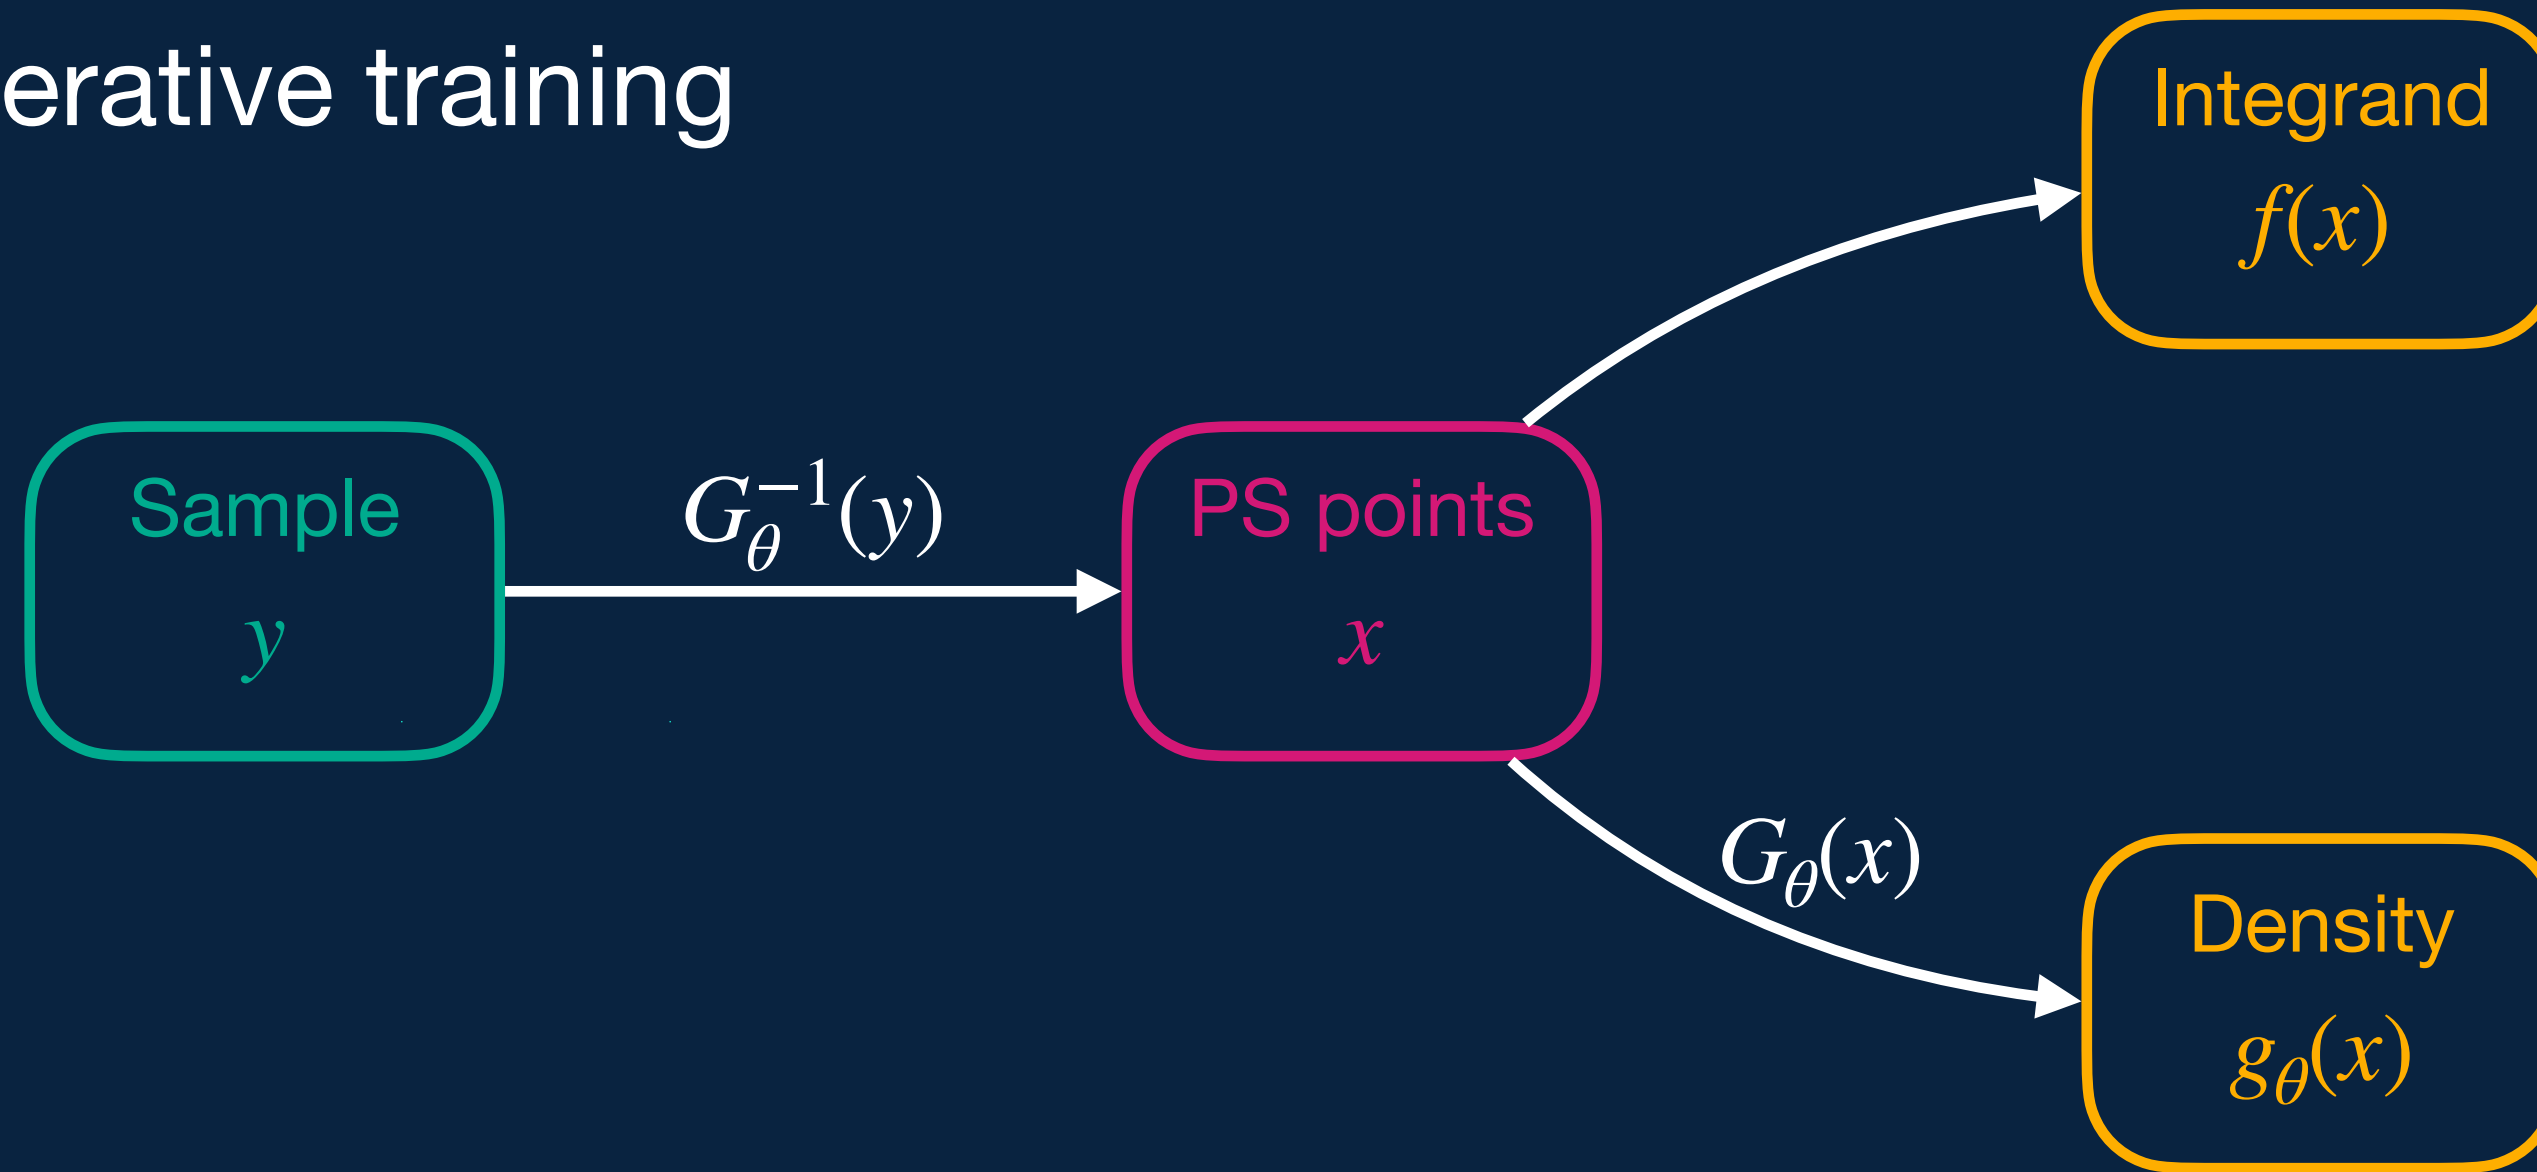 erative training
Integrand
f(x)
Sample
y
G_θ^{-1}(y)
PS points
x
G_θ(x)
Density
g_θ(x)